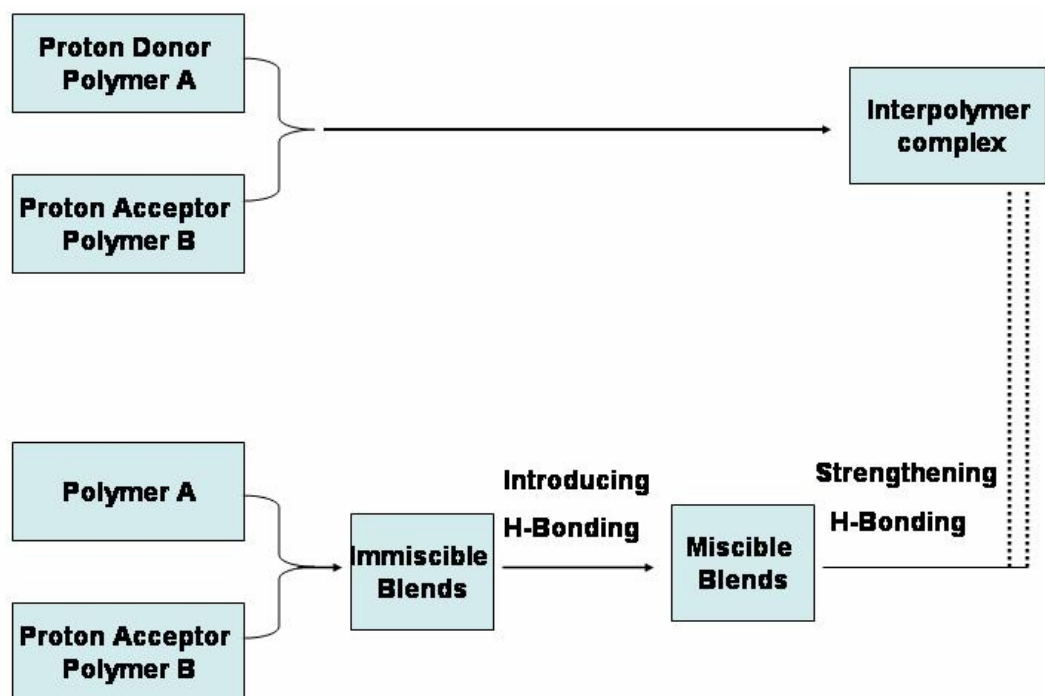 Proton Donor
Polymer A
Interpolymer
complex
Proton Acceptor
Polymer B
Polymer A
Introducing
H-Bonding
Strengthening
H-Bonding
Immiscible
Blends
Miscible
Blends
Proton Acceptor
Polymer B